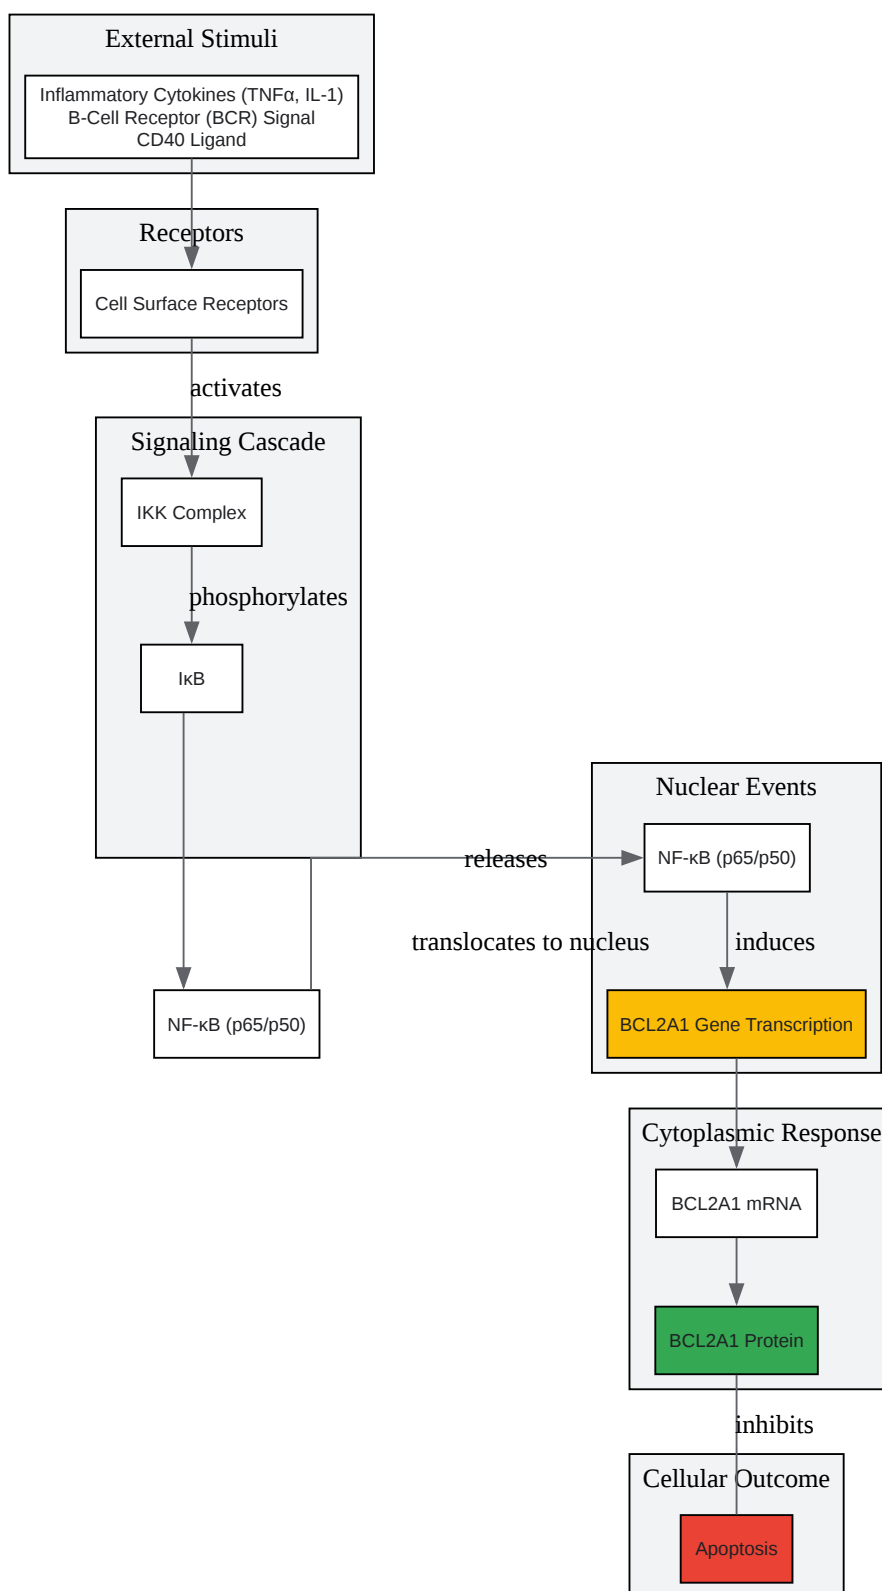 External Stimuli
Inflammatory Cytokines (TNFα, IL-1)
B-Cell Receptor (BCR) Signal
CD40 Ligand
Receptors
Cell Surface Receptors
activates
Signaling Cascade
IKK Complex
phosphorylates
IκB
Nuclear Events
NF-κB (p65/p50)
releases
translocates to nucleus
induces
NF-κB (p65/p50)
BCL2A1 Gene Transcription
Cytoplasmic Response
BCL2A1 mRNA
BCL2A1 Protein
inhibits
Cellular Outcome
Apoptosis